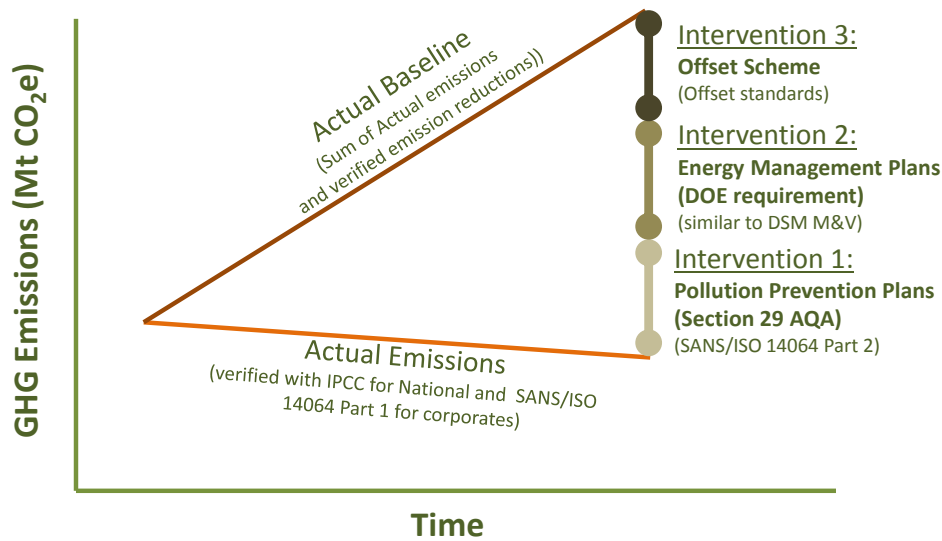 GHG Emissions (Mt CO₂e)
Actual Baseline
(Sum of Actual emissions
and verified emission reductions))
Intervention 3:
Offset Scheme
(Offset standards)
Intervention 2:
Energy Management Plans
(DOE requirement)
(similar to DSM M&V)
Intervention 1:
Pollution Prevention Plans
(Section 29 AQA)
(SANS/ISO 14064 Part 2)
Actual Emissions
(verified with IPCC for National and SANS/ISO
14064 Part 1 for corporates)
Time